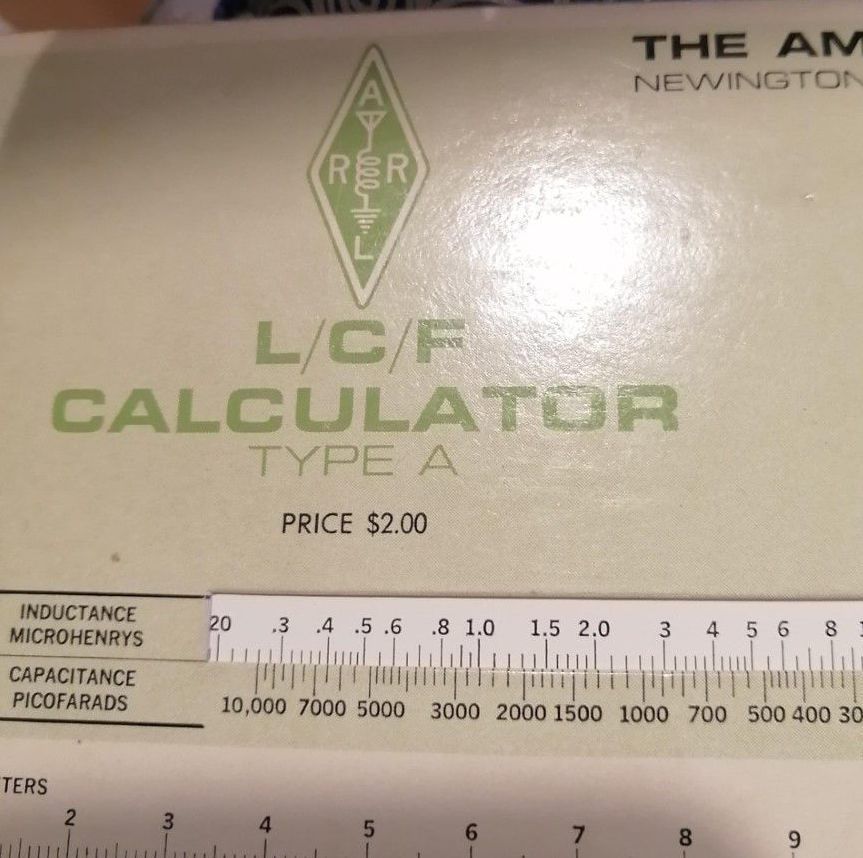 THE AM
NEWINGTON
A
R R
L
L/C/F
CALCULATOR
TYPE A
PRICE $2.00
INDUCTANCE
MICROHENRYS
20 .3 .4 .5 .6 .8 1.0 1.5 2.0 3 4 5 6 8 1
CAPACITANCE
PICOFARADS
10,000 7000 5000 3000 2000 1500 1000 700 500 400 30
TERS
2 3 4 5 6 7 8 9